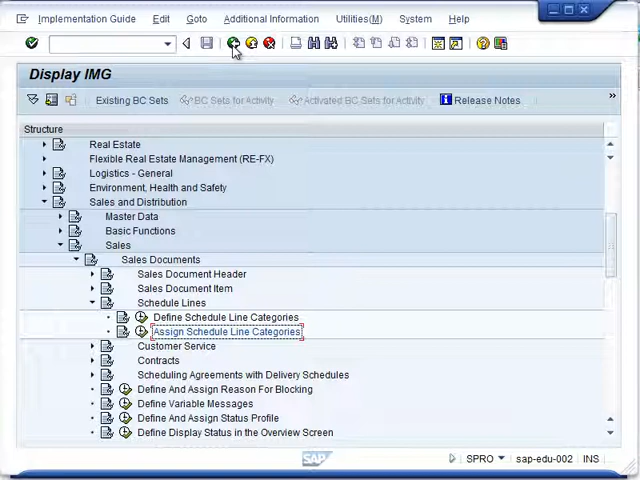 Implementation Guide Edit Goto Additional Information Utilities(M) System Help
Display IMG
Existing BC Sets BC Sets for Activity Activated BC Sets for Activity Release Notes
Structure
Real Estate
Flexible Real Estate Management (RE-FX)
Logistics - General
Environment, Health and Safety
Sales and Distribution
Master Data
Basic Functions
Sales
Sales Documents
Sales Document Header
Sales Document Item
Schedule Lines
Define Schedule Line Categories
Assign Schedule Line Categories
Customer Service
Contracts
Scheduling Agreements with Delivery Schedules
Define And Assign Reason For Blocking
Define Variable Messages
Define And Assign Status Profile
Define Display Status in the Overview Screen
SAP SPRO sap-edu-002 INS